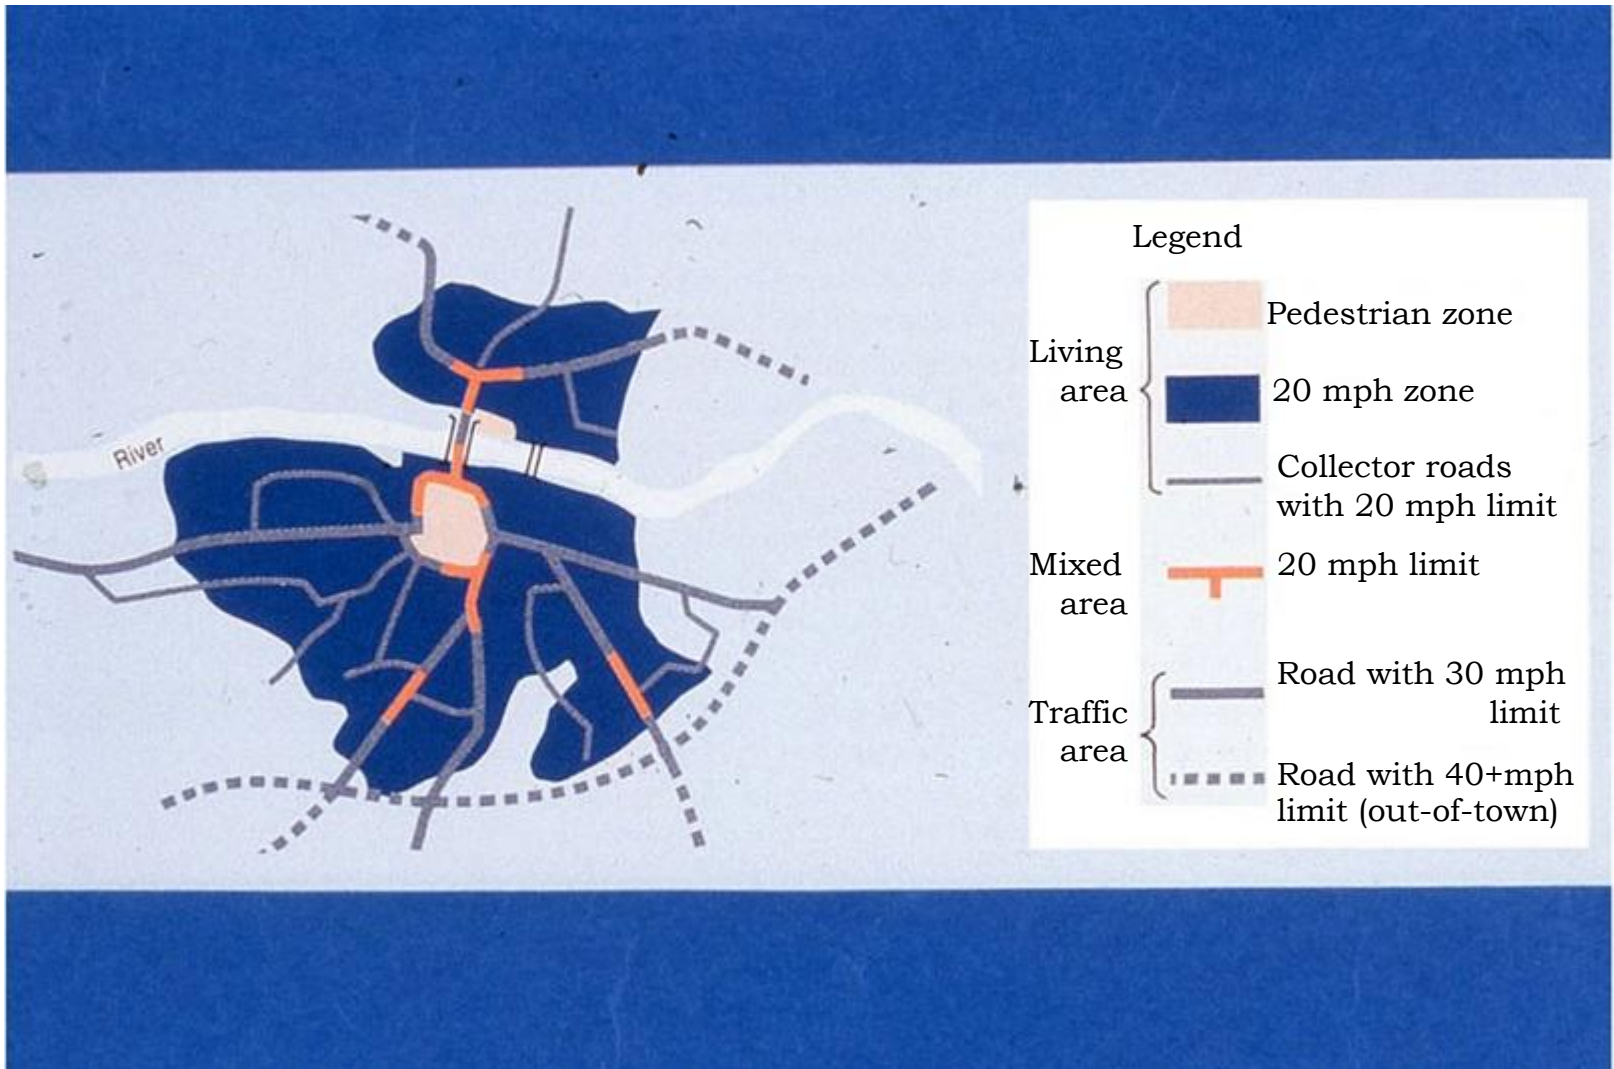 River
Legend
Living
area
Pedestrian zone
20 mph zone
Collector roads
with 20 mph limit
Mixed
area
20 mph limit
Traffic
area
Road with 30 mph
limit
Road with 40+mph
limit (out-of-town)